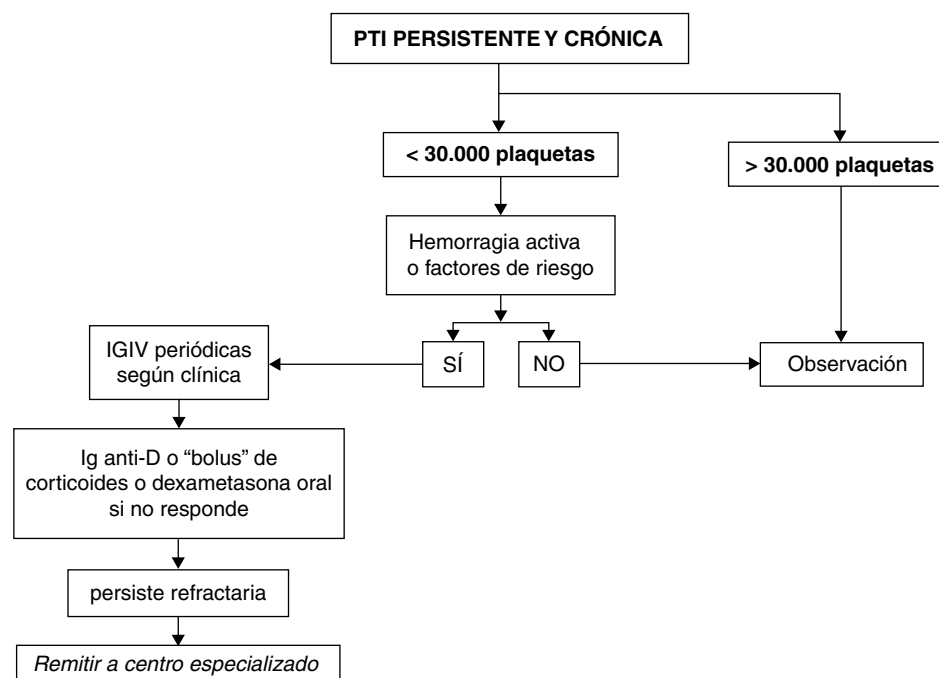 PTI PERSISTENTE Y CRÓNICA
< 30.000 plaquetas
> 30.000 plaquetas
Hemorragia activa
o factores de riesgo
SÍ
NO
Observación
IGIV periódicas
según clínica
Ig anti-D o “bolus” de
corticoides o dexametasona oral
si no responde
persiste refractaria
Remitir a centro especializado